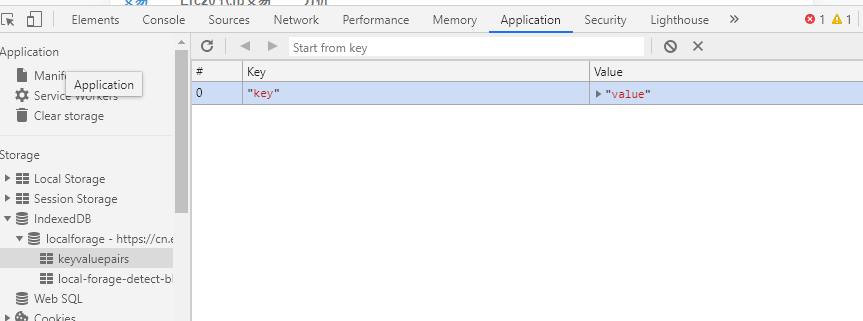 Elements Console Sources Network Performance Memory Application Security Lighthouse » 1 1
Application
Start from key
Manif
Application
Service Workers
Clear storage
Storage
Local Storage
Session Storage
IndexedDB
localforage - https://cn.e
keyvaluepairs
local-forage-detect-bl
Web SQL
Cookies
# Key Value
0 "key" "value"